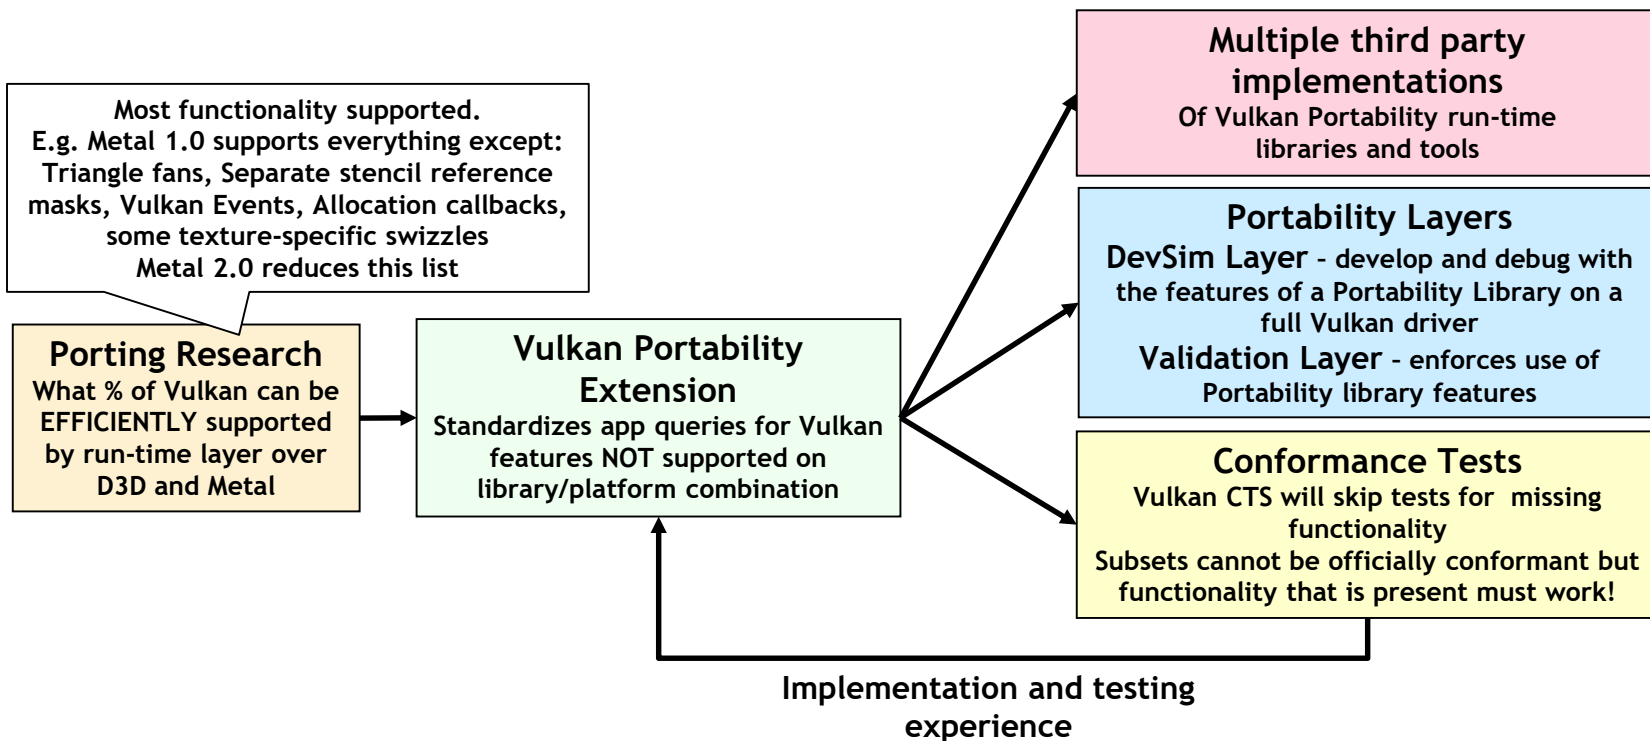 Most functionality supported.
E.g. Metal 1.0 supports everything except:
Triangle fans, Separate stencil reference
masks, Vulkan Events, Allocation callbacks,
some texture-specific swizzles
Metal 2.0 reduces this list
Porting Research
What % of Vulkan can be
EFFICIENTLY supported
by run-time layer over
D3D and Metal
Vulkan Portability
Extension
Standardizes app queries for Vulkan
features NOT supported on
library/platform combination
Multiple third party
implementations
Of Vulkan Portability run-time
libraries and tools
Portability Layers
DevSim Layer – develop and debug with
the features of a Portability Library on a
full Vulkan driver
Validation Layer – enforces use of
Portability library features
Conformance Tests
Vulkan CTS will skip tests for missing
functionality
Subsets cannot be officially conformant but
functionality that is present must work!
Implementation and testing
experience